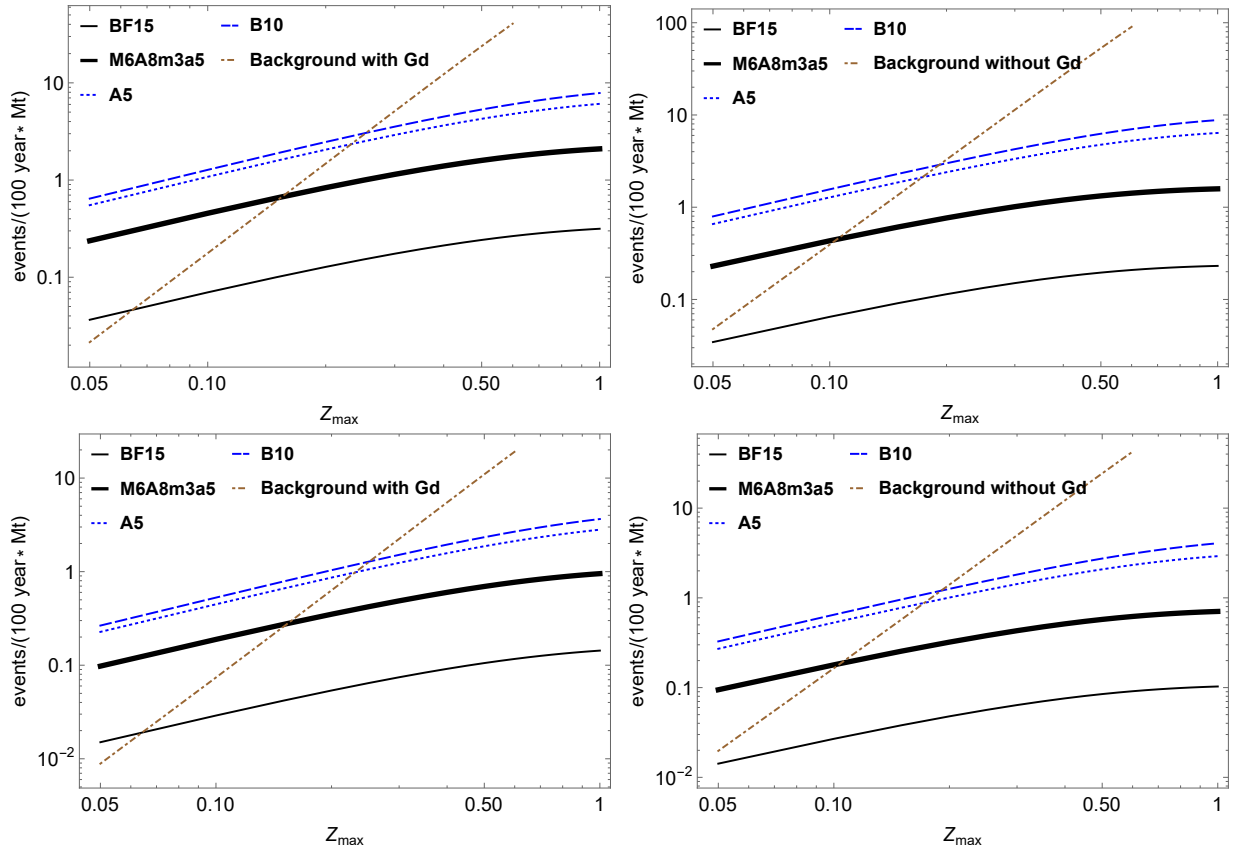 BF15 B10
M6A8m3a5 Background with Gd
A5
10
1
0.1
events/(100 year* Mt)
0.05 0.10 0.50 1
Zmax
BF15 B10
M6A8m3a5 Background without Gd
A5
100
10
1
0.1
events/(100 year* Mt)
0.05 0.10 0.50 1
Zmax
BF15 B10
M6A8m3a5 Background with Gd
A5
10
1
0.1
10⁻²
events/(100 year* Mt)
0.05 0.10 0.50 1
Zmax
BF15 B10
M6A8m3a5 Background without Gd
A5
10
1
0.1
10⁻²
events/(100 year* Mt)
0.05 0.10 0.50 1
Zmax